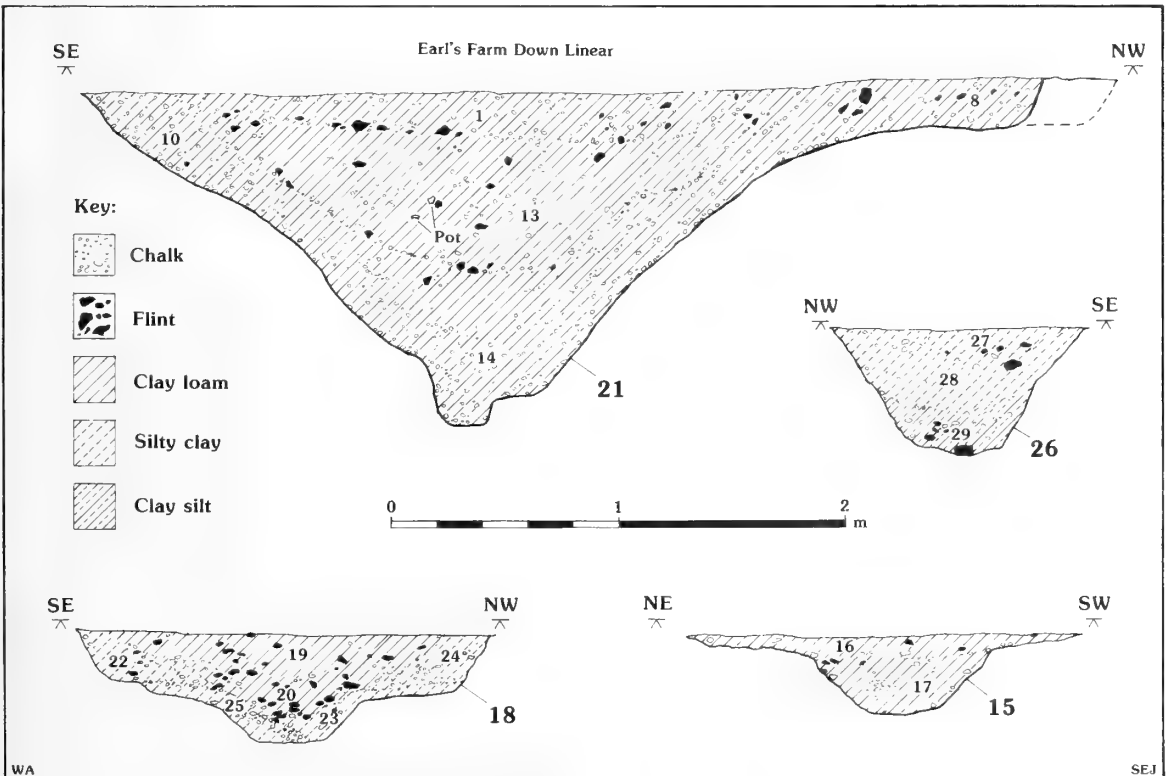 SE Earl's Farm Down Linear NW
1
8
10
13
Pot
14
21
Key:
Chalk
Flint
Clay loam
Silty clay
Clay silt
NW SE
27
28
29
26
0 1 2 m
SE NW
19
22 24
20
25 23
18
NE SW
16
17
15
WA SEJ